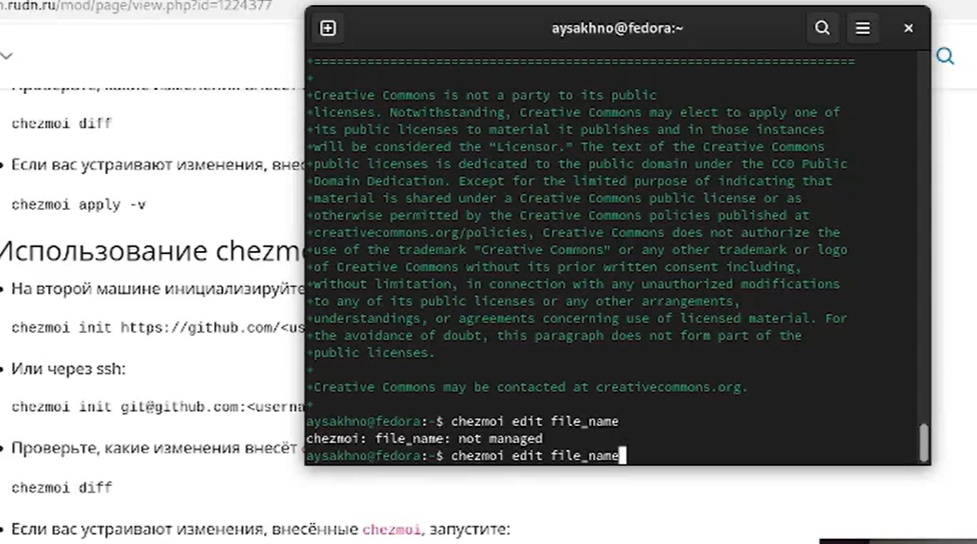 n.rudn.ru/mod/page/view.php?id=1224377
chezmoi diff
• Если вас устраивают изменения, внес
chezmoi apply -v
Использование chezm
• На второй машине инициализируйте
chezmoi init https://github.com/<us
• Или через ssh:
chezmoi init git@github.com:<userna
• Проверьте, какие изменения внесёт
chezmoi diff
• Если вас устраивают изменения, внесённые chezmoi, запустите:
aysakhno@fedora:~
+======================================================================
+
+Creative Commons is not a party to its public
+licenses. Notwithstanding, Creative Commons may elect to apply one of
+its public licenses to material it publishes and in those instances
+will be considered the “Licensor.” The text of the Creative Commons
+public licenses is dedicated to the public domain under the CC0 Public
+Domain Dedication. Except for the limited purpose of indicating that
+material is shared under a Creative Commons public license or as
+otherwise permitted by the Creative Commons policies published at
+creativecommons.org/policies, Creative Commons does not authorize the
+use of the trademark "Creative Commons" or any other trademark or logo
+of Creative Commons without its prior written consent including,
+without limitation, in connection with any unauthorized modifications
+to any of its public licenses or any other arrangements,
+understandings, or agreements concerning use of licensed material. For
+the avoidance of doubt, this paragraph does not form part of the
+public licenses.
+
+Creative Commons may be contacted at creativecommons.org.
+
aysakhno@fedora:~$ chezmoi edit file_name
chezmoi: file_name: not managed
aysakhno@fedora:~$ chezmoi edit file_name